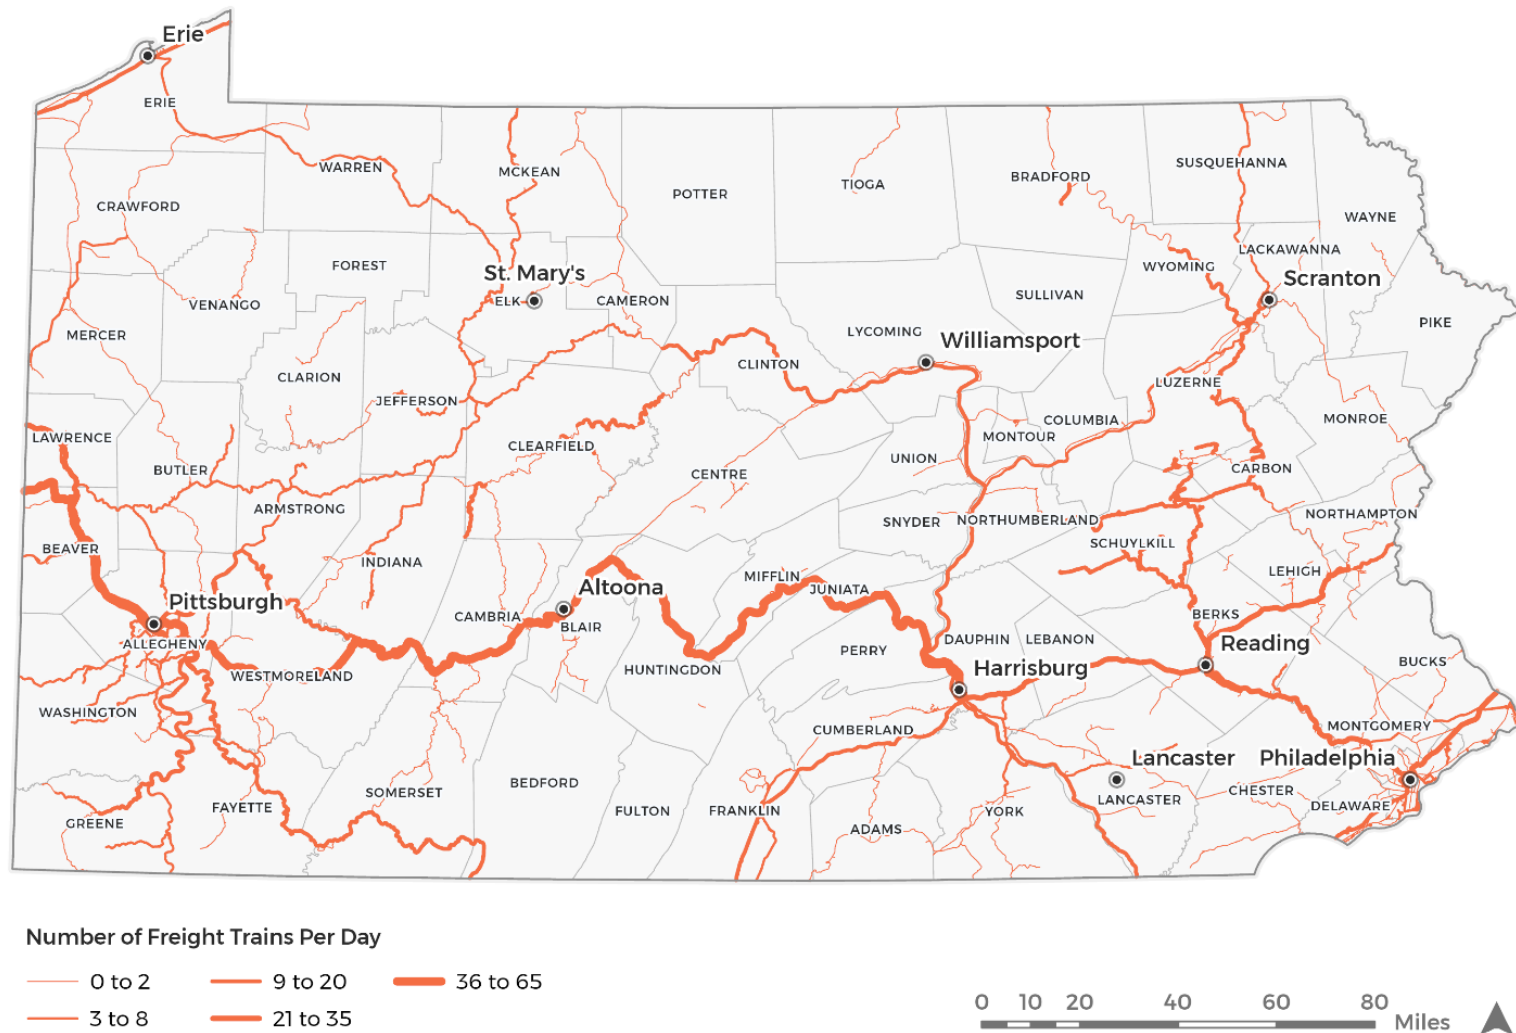 Erie
ERIE
WARREN
MCKEAN
POTTER
TIOGA
BRADFORD
SUSQUEHANNA
WAYNE
CRAWFORD
FOREST
VENANGO
St. Mary's
ELK
CAMERON
SULLIVAN
WYOMING
LACKAWANNA
Scranton
PIKE
MERCER
CLARION
JEFFERSON
CLINTON
LYCOMING
Williamsport
LUZERNE
MONROE
LAWRENCE
BUTLER
CLEARFIELD
CENTRE
UNION
MONTOUR
COLUMBIA
CARBON
ARMSTRONG
SNYDER
NORTHUMBERLAND
NORTHAMPTON
BEAVER
INDIANA
SCHUYLKILL
LEHIGH
Pittsburgh
ALLEGHENY
CAMBRIA
Altoona
BLAIR
MIFFLIN
JUNIATA
BERKS
WESTMORELAND
HUNTINGDON
PERRY
DAUPHIN
LEBANON
Harrisburg
Reading
BUCKS
WASHINGTON
CUMBERLAND
MONTGOMERY
Lancaster
Philadelphia
GREENE
FAYETTE
SOMERSET
BEDFORD
FULTON
FRANKLIN
ADAMS
YORK
LANCASTER
CHESTER
DELAWARE
Number of Freight Trains Per Day
0 to 2
9 to 20
36 to 65
3 to 8
21 to 35
0 10 20 40 60 80
Miles